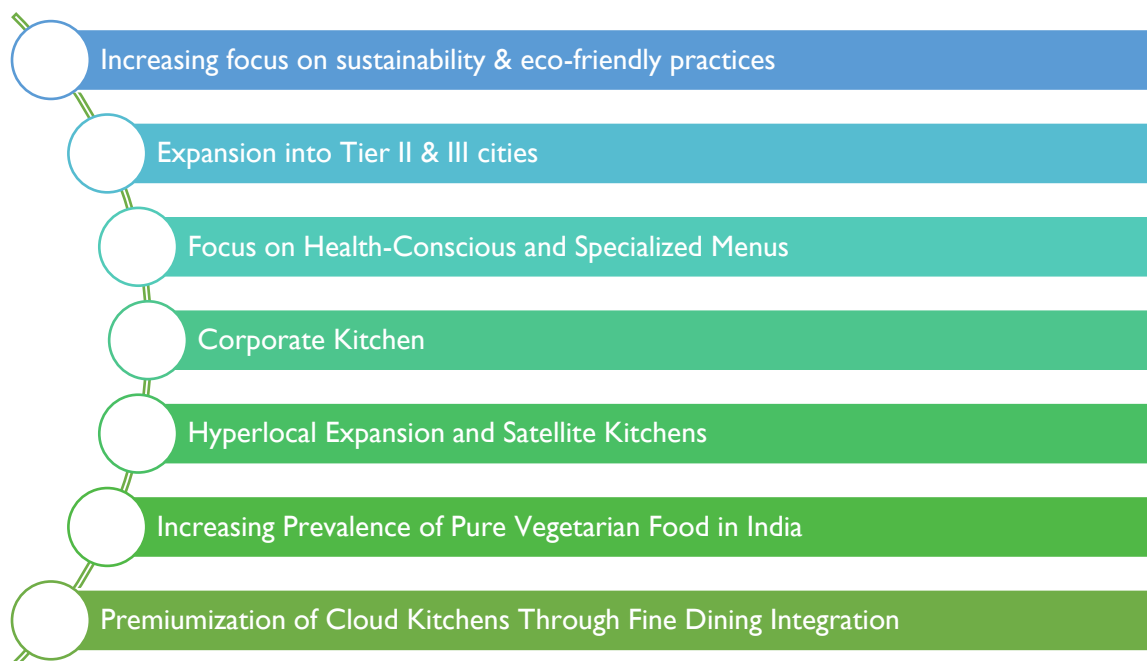 Increasing focus on sustainability & eco-friendly practices
Expansion into Tier II & III cities
Focus on Health-Conscious and Specialized Menus
Corporate Kitchen
Hyperlocal Expansion and Satellite Kitchens
Increasing Prevalence of Pure Vegetarian Food in India
Premiumization of Cloud Kitchens Through Fine Dining Integration